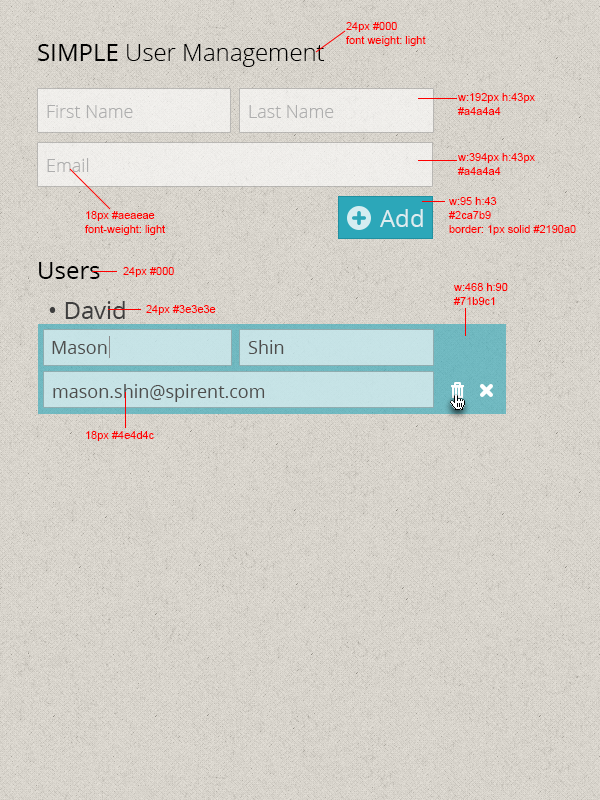 24px #000
font weight: light
SIMPLE User Management
First Name
Last Name
w:192px h:43px
#a4a4a4
Email
w:394px h:43px
#a4a4a4
18px #aeaeae
font-weight: light
Add
w:95 h:43
#2ca7b9
border: 1px solid #2190a0
Users
24px #000
w:468 h:90
#71b9c1
• David
24px #3e3e3e
Mason
Shin
mason.shin@spirent.com
18px #4e4d4c